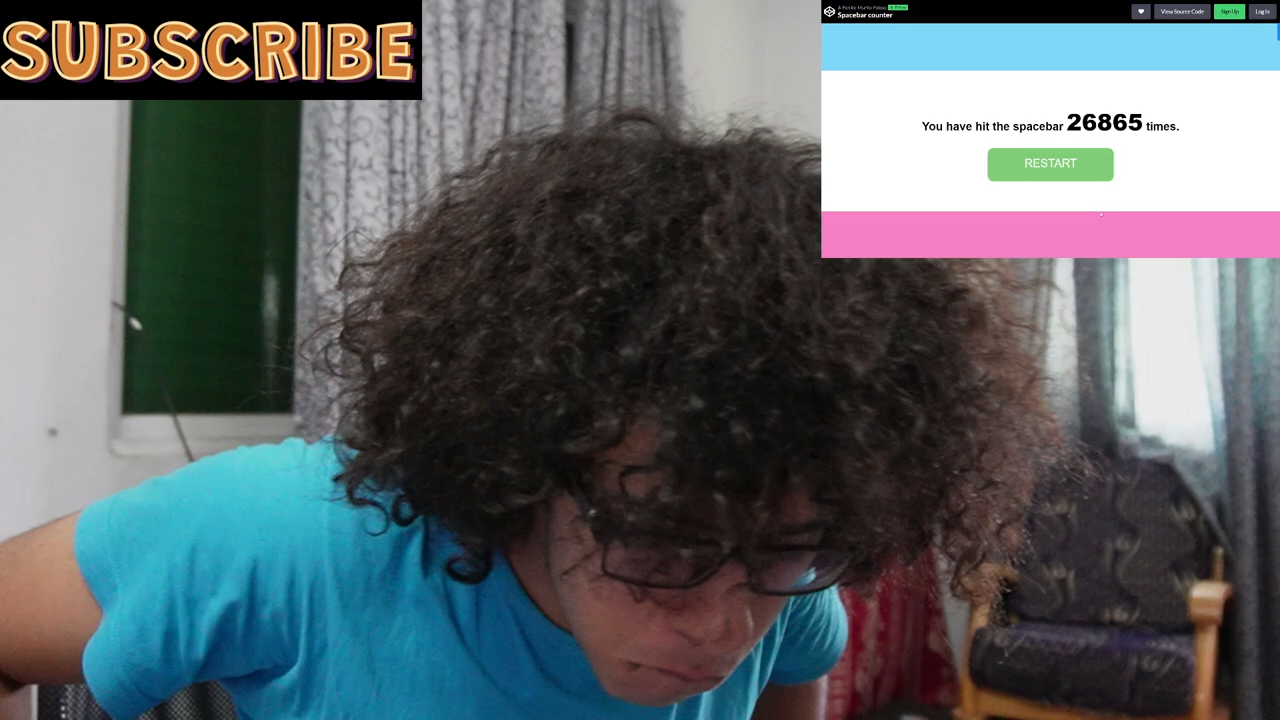 SUBSCRIBE
Spacebar counter
View Source Code
Sign Up
Log In
You have hit the spacebar 26865 times.
RESTART